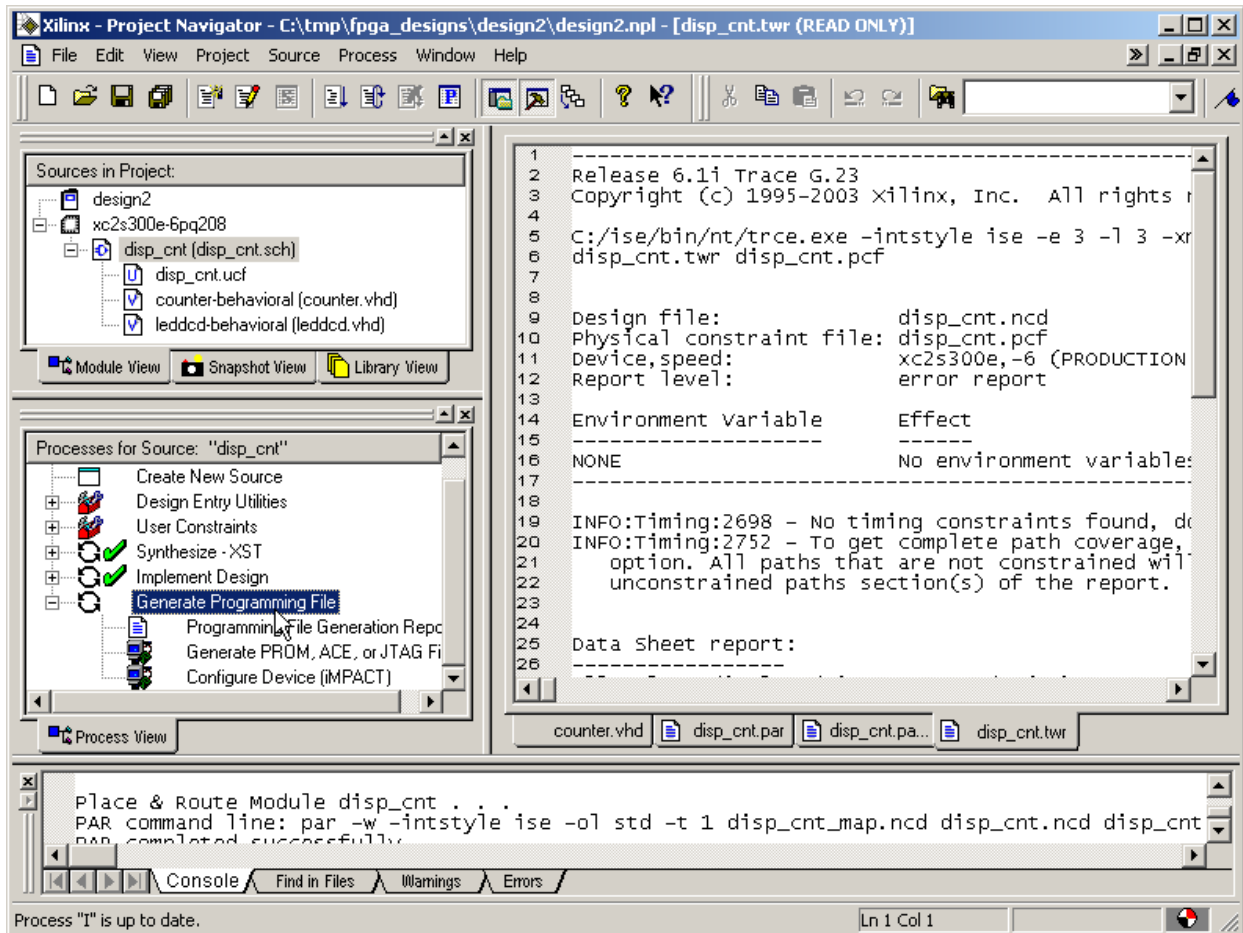 Xilinx - Project Navigator - C:\tmp\fpga_designs\design2\design2.npl - [disp_cnt.twr (READ ONLY)]
File Edit View Project Source Process Window Help
Sources in Project:
design2
xc2s300e-6pq208
disp_cnt (disp_cnt.sch)
disp_cnt.ucf
counter-behavioral (counter.vhd)
leddcd-behavioral (leddcd.vhd)
Module View Snapshot View Library View
Processes for Source: "disp_cnt"
Create New Source
Design Entry Utilities
User Constraints
Synthesize - XST
Implement Design
Generate Programming File
Programming File Generation Repc
Generate PROM, ACE, or JTAG Fi
Configure Device (iMPACT)
Process View
1 --------------------------------------------------
2 Release 6.1i Trace G.23
3 Copyright (c) 1995-2003 Xilinx, Inc. All rights r
4
5 C:/ise/bin/nt/trce.exe -intstyle ise -e 3 -l 3 -xm
6 disp_cnt.twr disp_cnt.pcf
7
8
9 Design file: disp_cnt.ncd
10 Physical constraint file: disp_cnt.pcf
11 Device,speed: xc2s300e,-6 (PRODUCTION
12 Report level: error report
13
14 Environment Variable Effect
15 -------------------- ------
16 NONE No environment variables
17 --------------------------------------------------
18
19 INFO:Timing:2698 - No timing constraints found, do
20 INFO:Timing:2752 - To get complete path coverage,
21 option. All paths that are not constrained wil
22 unconstrained paths section(s) of the report.
23
24
25 Data Sheet report:
26 -----------------
counter.vhd disp_cnt.par disp_cnt.pa... disp_cnt.twr
Place & Route Module disp_cnt . . .
PAR command line: par -w -intstyle ise -ol std -t 1 disp_cnt_map.ncd disp_cnt.ncd disp_cnt
PAR completed successfully
Console Find in Files Warnings Errors
Process "I" is up to date. Ln 1 Col 1